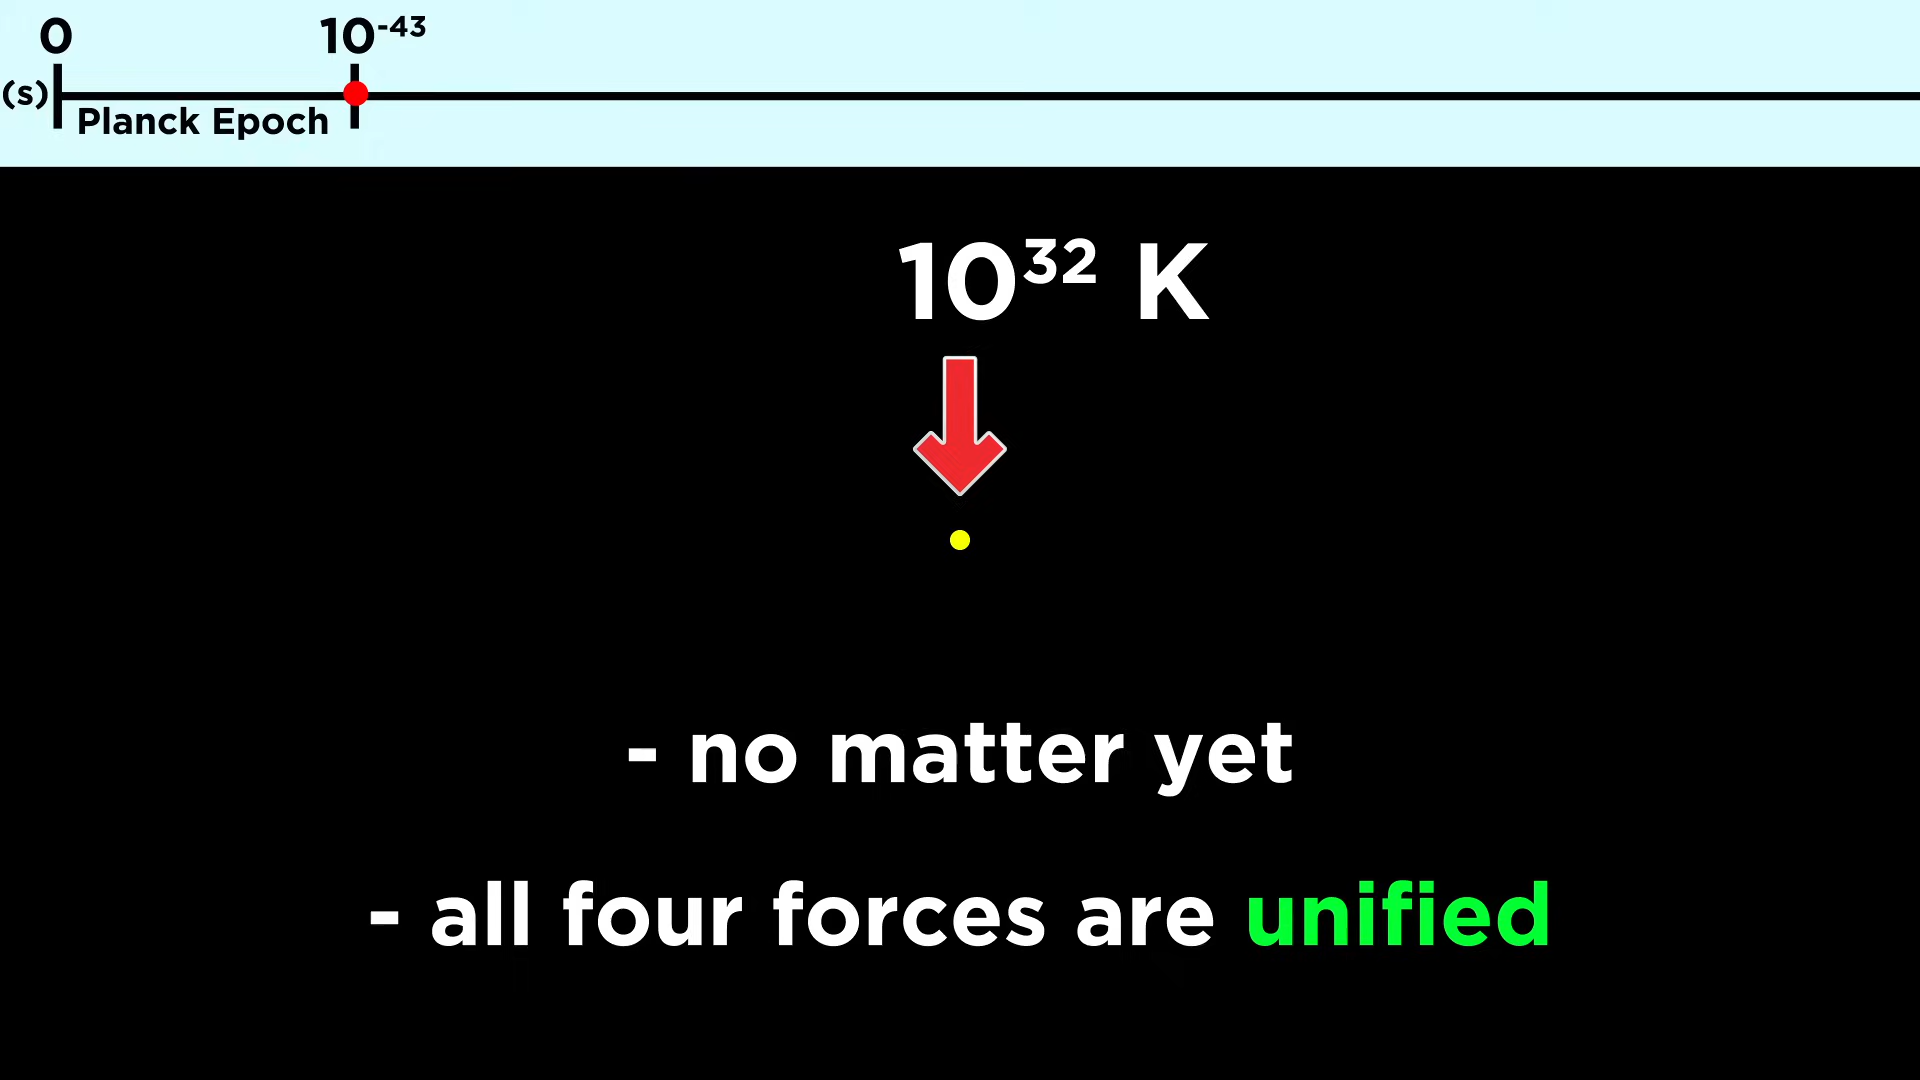 0 10⁻⁴³
(s)
Planck Epoch
10³² K
- no matter yet
- all four forces are unified